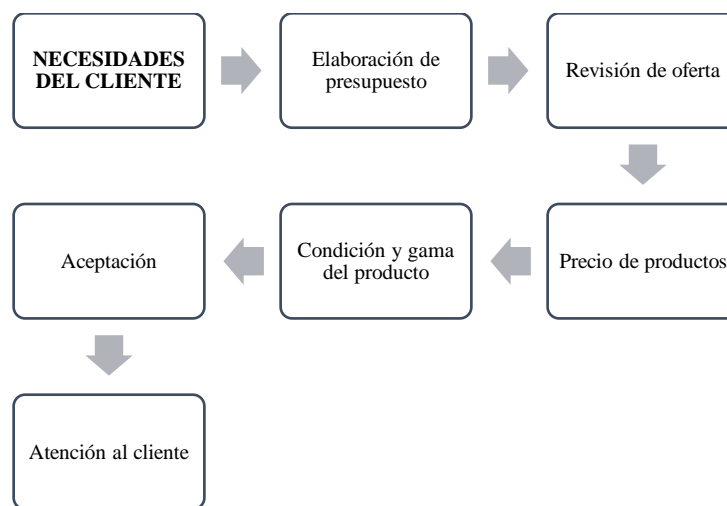 NECESIDADES
DEL CLIENTE
Elaboración de
presupuesto
Revisión de oferta
Precio de productos
Condición y gama
del producto
Aceptación
Atención al cliente